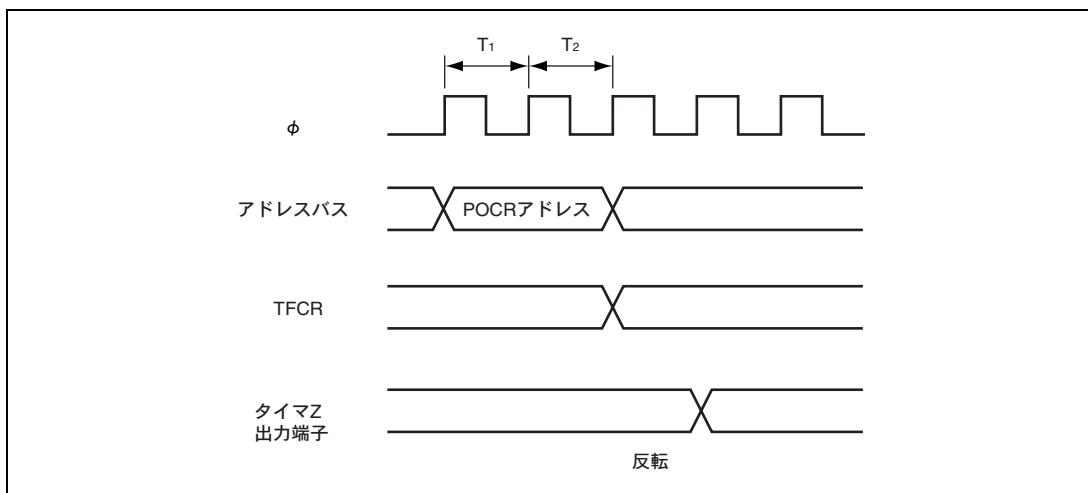 T1
T2
φ
アドレスバス
POCRアドレス
TFCR
タイマZ
出力端子
反転